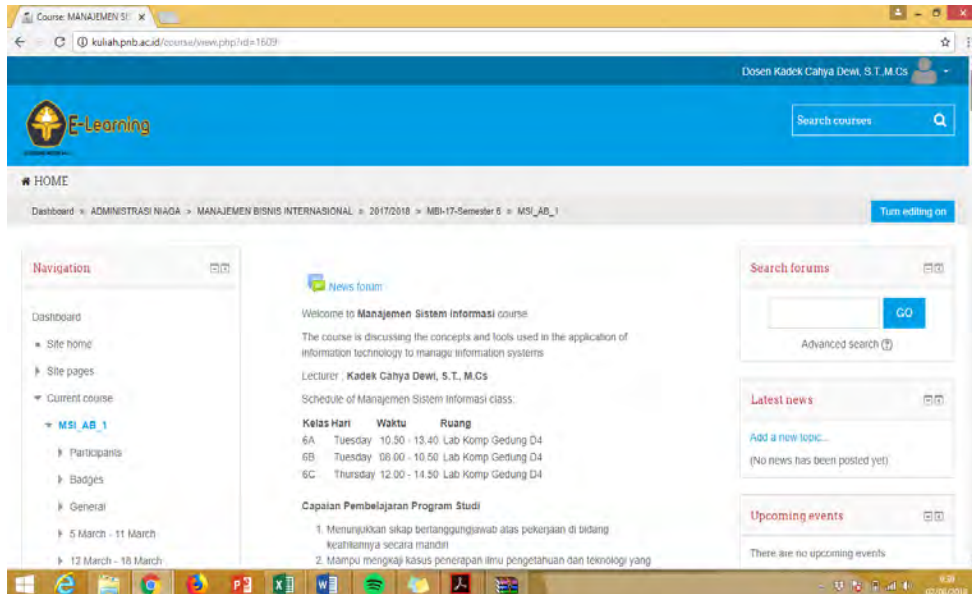 Course: MANAJEMEN SI
kuliah.pnb.ac.id/course/view.php?id=1609
Dosen Kadek Cahya Dewi, S.T.,M.Cs
E-Learning
Search courses
HOME
Dashboard » ADMINISTRASI NIAGA » MANAJEMEN BISNIS INTERNASIONAL » 2017/2018 » MBI-17-Semester 6 » MSI_AB_1
Turn editing on
Navigation
Dashboard
Site home
Site pages
Current course
MSI_AB_1
Participants
Badges
General
5 March - 11 March
12 March - 18 March
News forum
Welcome to Manajemen Sistem Informasi course
The course is discussing the concepts and tools used in the application of
information technology to manage information systems
Lecturer : Kadek Cahya Dewi, S.T., M.Cs
Schedule of Manajemen Sistem Informasi class:
Kelas Hari Waktu Ruang
6A Tuesday 10.50 - 13.40 Lab Komp Gedung D4
6B Tuesday 08.00 - 10.50 Lab Komp Gedung D4
6C Thursday 12.00 - 14.50 Lab Komp Gedung D4
Capaian Pembelajaran Program Studi
1. Menunjukkan sikap bertanggungjawab atas pekerjaan di bidang
keahliannya secara mandiri
2. Mampu mengkaji kasus penerapan ilmu pengetahuan dan teknologi yang
Search forums
GO
Advanced search (?)
Latest news
Add a new topic...
(No news has been posted yet)
Upcoming events
There are no upcoming events